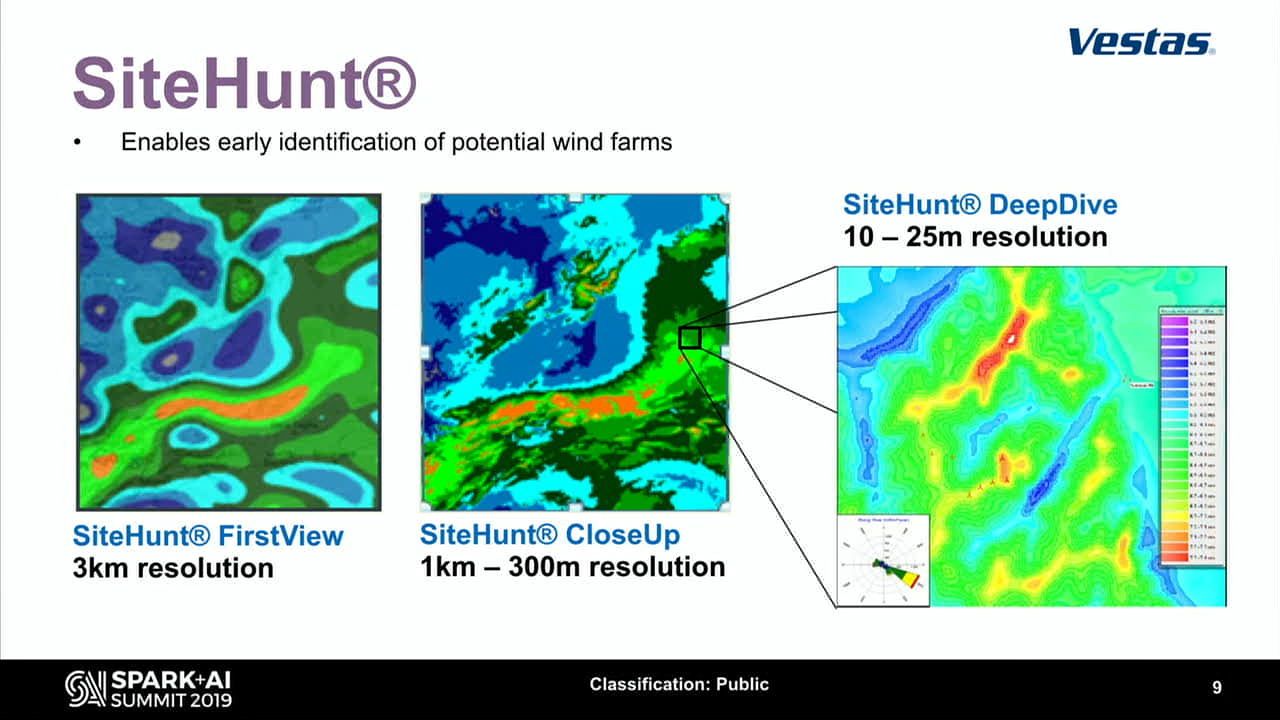 Vestas
SiteHunt®
• Enables early identification of potential wind farms
SiteHunt® DeepDive
10 – 25m resolution
SiteHunt® FirstView
3km resolution
SiteHunt® CloseUp
1km – 300m resolution
SPARK+AI
SUMMIT 2019
Classification: Public
9